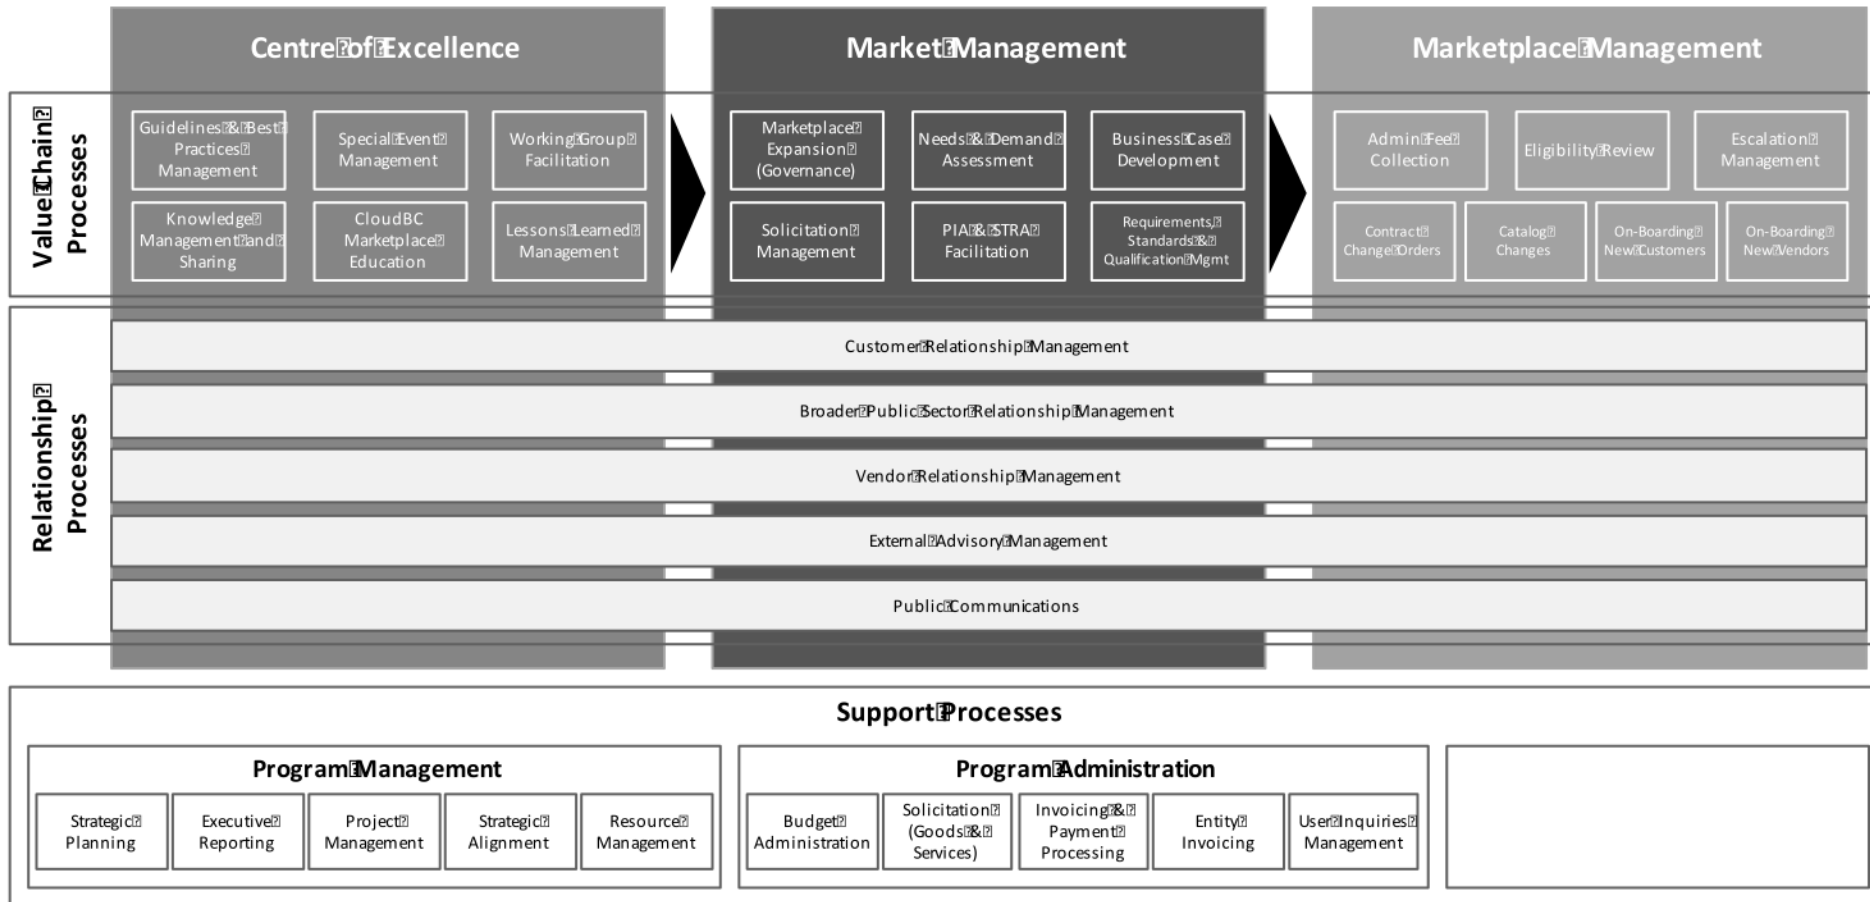 Centre of Excellence
Market Management
Marketplace Management
Value Chain
Processes
Guidelines & Best
Practices
Management
Special Event
Management
Working Group
Facilitation
Knowledge
Management and
Sharing
CloudBC
Marketplace
Education
Lessons Learned
Management
Marketplace
Expansion
(Governance)
Needs & Demand
Assessment
Business Case
Development
Solicitation
Management
PIA & STRA
Facilitation
Requirements,
Standards &
Qualification Mgmt
Admin Fee
Collection
Eligibility Review
Escalation
Management
Contract
Change Orders
Catalog
Changes
On-Boarding
New Customers
On-Boarding
New Vendors
Relationship
Processes
Customer Relationship Management
Broader Public Sector Relationship Management
Vendor Relationship Management
External Advisory Management
Public Communications
Support Processes
Program Management
Strategic
Planning
Executive
Reporting
Project
Management
Strategic
Alignment
Resource
Management
Program Administration
Budget
Administration
Solicitation
(Goods &
Services)
Invoicing &
Payment
Processing
Entity
Invoicing
User Inquiries
Management